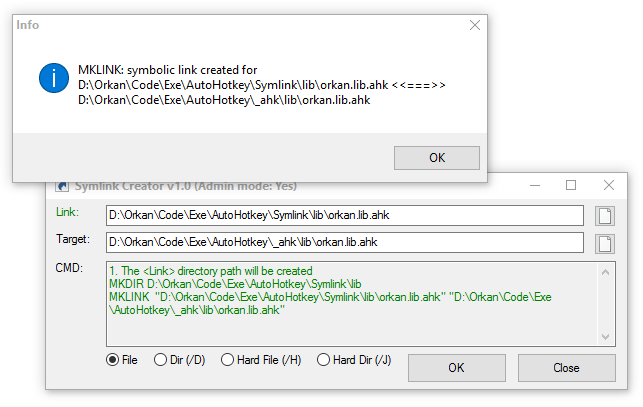 Info
MKLINK: symbolic link created for
D:\Orkan\Code\Exe\AutoHotkey\Symlink\lib\orkan.lib.ahk <<===>>
D:\Orkan\Code\Exe\AutoHotkey\_ahk\lib\orkan.lib.ahk
OK
Symlink Creator v1.0 (Admin mode: Yes)
Link: D:\Orkan\Code\Exe\AutoHotkey\Symlink\lib\orkan.lib.ahk
Target: D:\Orkan\Code\Exe\AutoHotkey\_ahk\lib\orkan.lib.ahk
CMD: 1. The <Link> directory path will be created
MKDIR D:\Orkan\Code\Exe\AutoHotkey\Symlink\lib
MKLINK "D:\Orkan\Code\Exe\AutoHotkey\Symlink\lib\orkan.lib.ahk" "D:\Orkan\Code\Exe
\AutoHotkey\_ahk\lib\orkan.lib.ahk"
File Dir (/D) Hard File (/H) Hard Dir (/J) OK Close